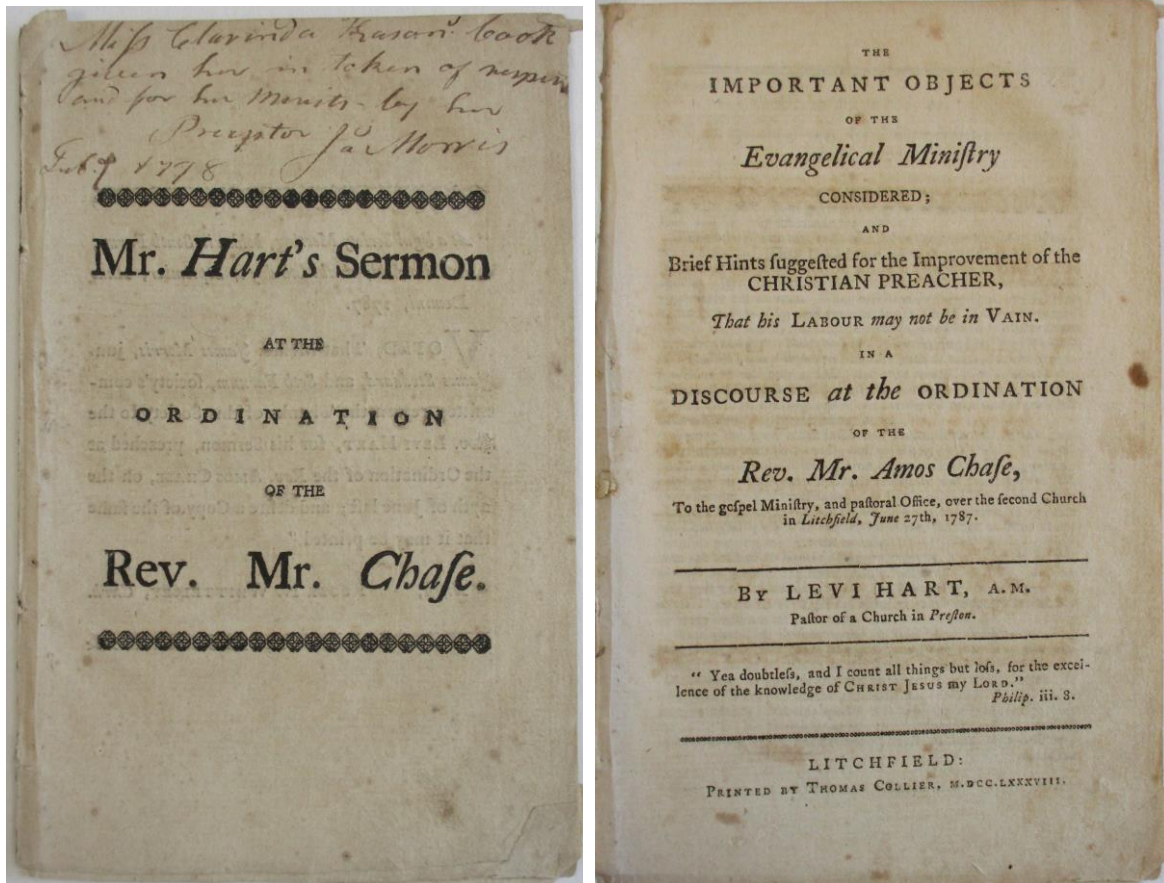 Miss Clarinda Kasson's book
given her in token of respect
and for her Merits by her
Preceptor Ja Morris
1798
Mr. Hart's Sermon
AT THE
ORDINATION
OF THE
Rev. Mr. Chaſe.
THE
IMPORTANT OBJECTS
OF THE
Evangelical Miniſtry
CONSIDERED;
AND
Brief Hints ſuggeſted for the Improvement of the
CHRISTIAN PREACHER,
That his LABOUR may not be in VAIN.
IN A
DISCOURSE at the ORDINATION
OF THE
Rev. Mr. Amos Chaſe,
To the goſpel Miniſtry, and paſtoral Office, over the ſecond Church
in Litchfield, June 27th, 1787.
By LEVI HART, A. M.
Paſtor of a Church in Preſton.
“ Yea doubtleſs, and I count all things but loſs, for the excel-
lence of the knowledge of CHRIST JESUS my LORD.”
Philip. iii. 8.
LITCHFIELD:
PRINTED BY THOMAS COLLIER, M.DCC.LXXXVIII.